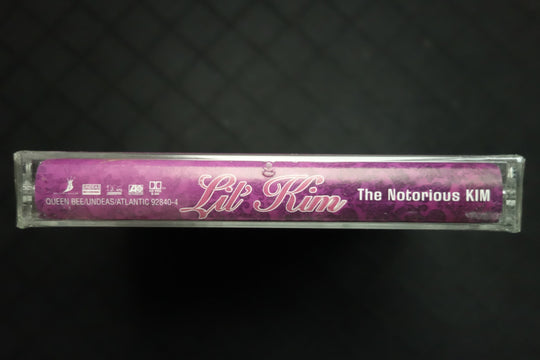 QUEEN BEE/UNDEAS/ATLANTIC 92840-4
Lil' Kim
The Notorious KIM